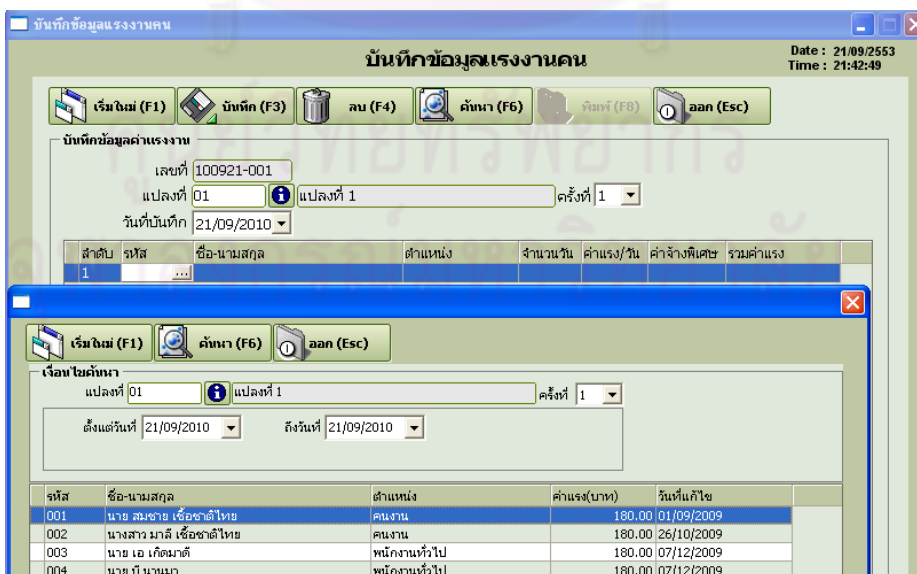 บันทึกข้อมูลแรงงานคน
บันทึกข้อมูลแรงงานคน
Date : 21/09/2553
Time : 21:42:49
เริ่มใหม่ (F1) บันทึก (F3) ลบ (F4) ค้นหา (F6) พิมพ์ (F8) ออก (Esc)
บันทึกข้อมูลค่าแรงงาน
เลขที่ 100921-001
แปลงที่ 01 แปลงที่ 1 ครั้งที่ 1
วันที่บันทึก 21/09/2010
ลำดับ รหัส ชื่อ-นามสกุล ตำแหน่ง จำนวนวัน ค่าแรง/วัน ค่าจ้างพิเศษ รวมค่าแรง
1 ...
เริ่มใหม่ (F1) ค้นหา (F6) ออก (Esc)
เงื่อนไขค้นหา
แปลงที่ 01 แปลงที่ 1 ครั้งที่ 1
ตั้งแต่วันที่ 21/09/2010 ถึงวันที่ 21/09/2010
รหัส ชื่อ-นามสกุล ตำแหน่ง ค่าแรง(บาท) วันที่แก้ไข
001 นาย สมชาย เชื้อชาติไทย คนงาน 180.00 01/09/2009
002 นางสาว มาลี เชื้อชาติไทย คนงาน 180.00 26/10/2009
003 นาย เอ เกิดมาดี พนักงานทั่วไป 180.00 07/12/2009
004 นาย บี นานมา พนักงานทั่วไป 180.00 07/12/2009